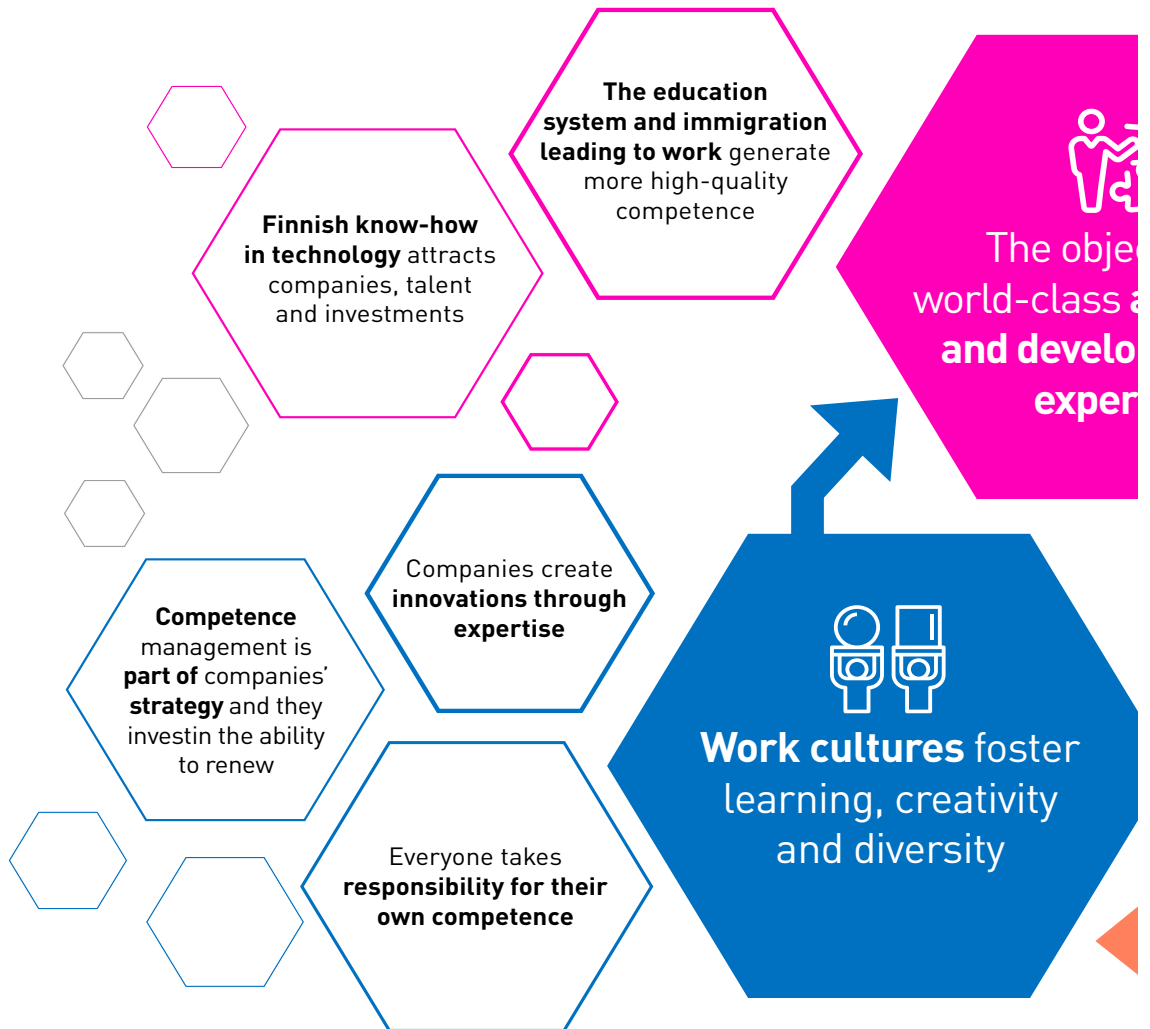 The education
system and immigration
leading to work generate
more high-quality
competence
Finnish know-how
in technology attracts
companies, talent
and investments
The
world-class
and
Companies create
innovations through
expertise
Competence
management is
part of companies’
strategy and they
investin the ability
to renew
Work cultures foster
learning, creativity
and diversity
Everyone takes
responsibility for their
own competence